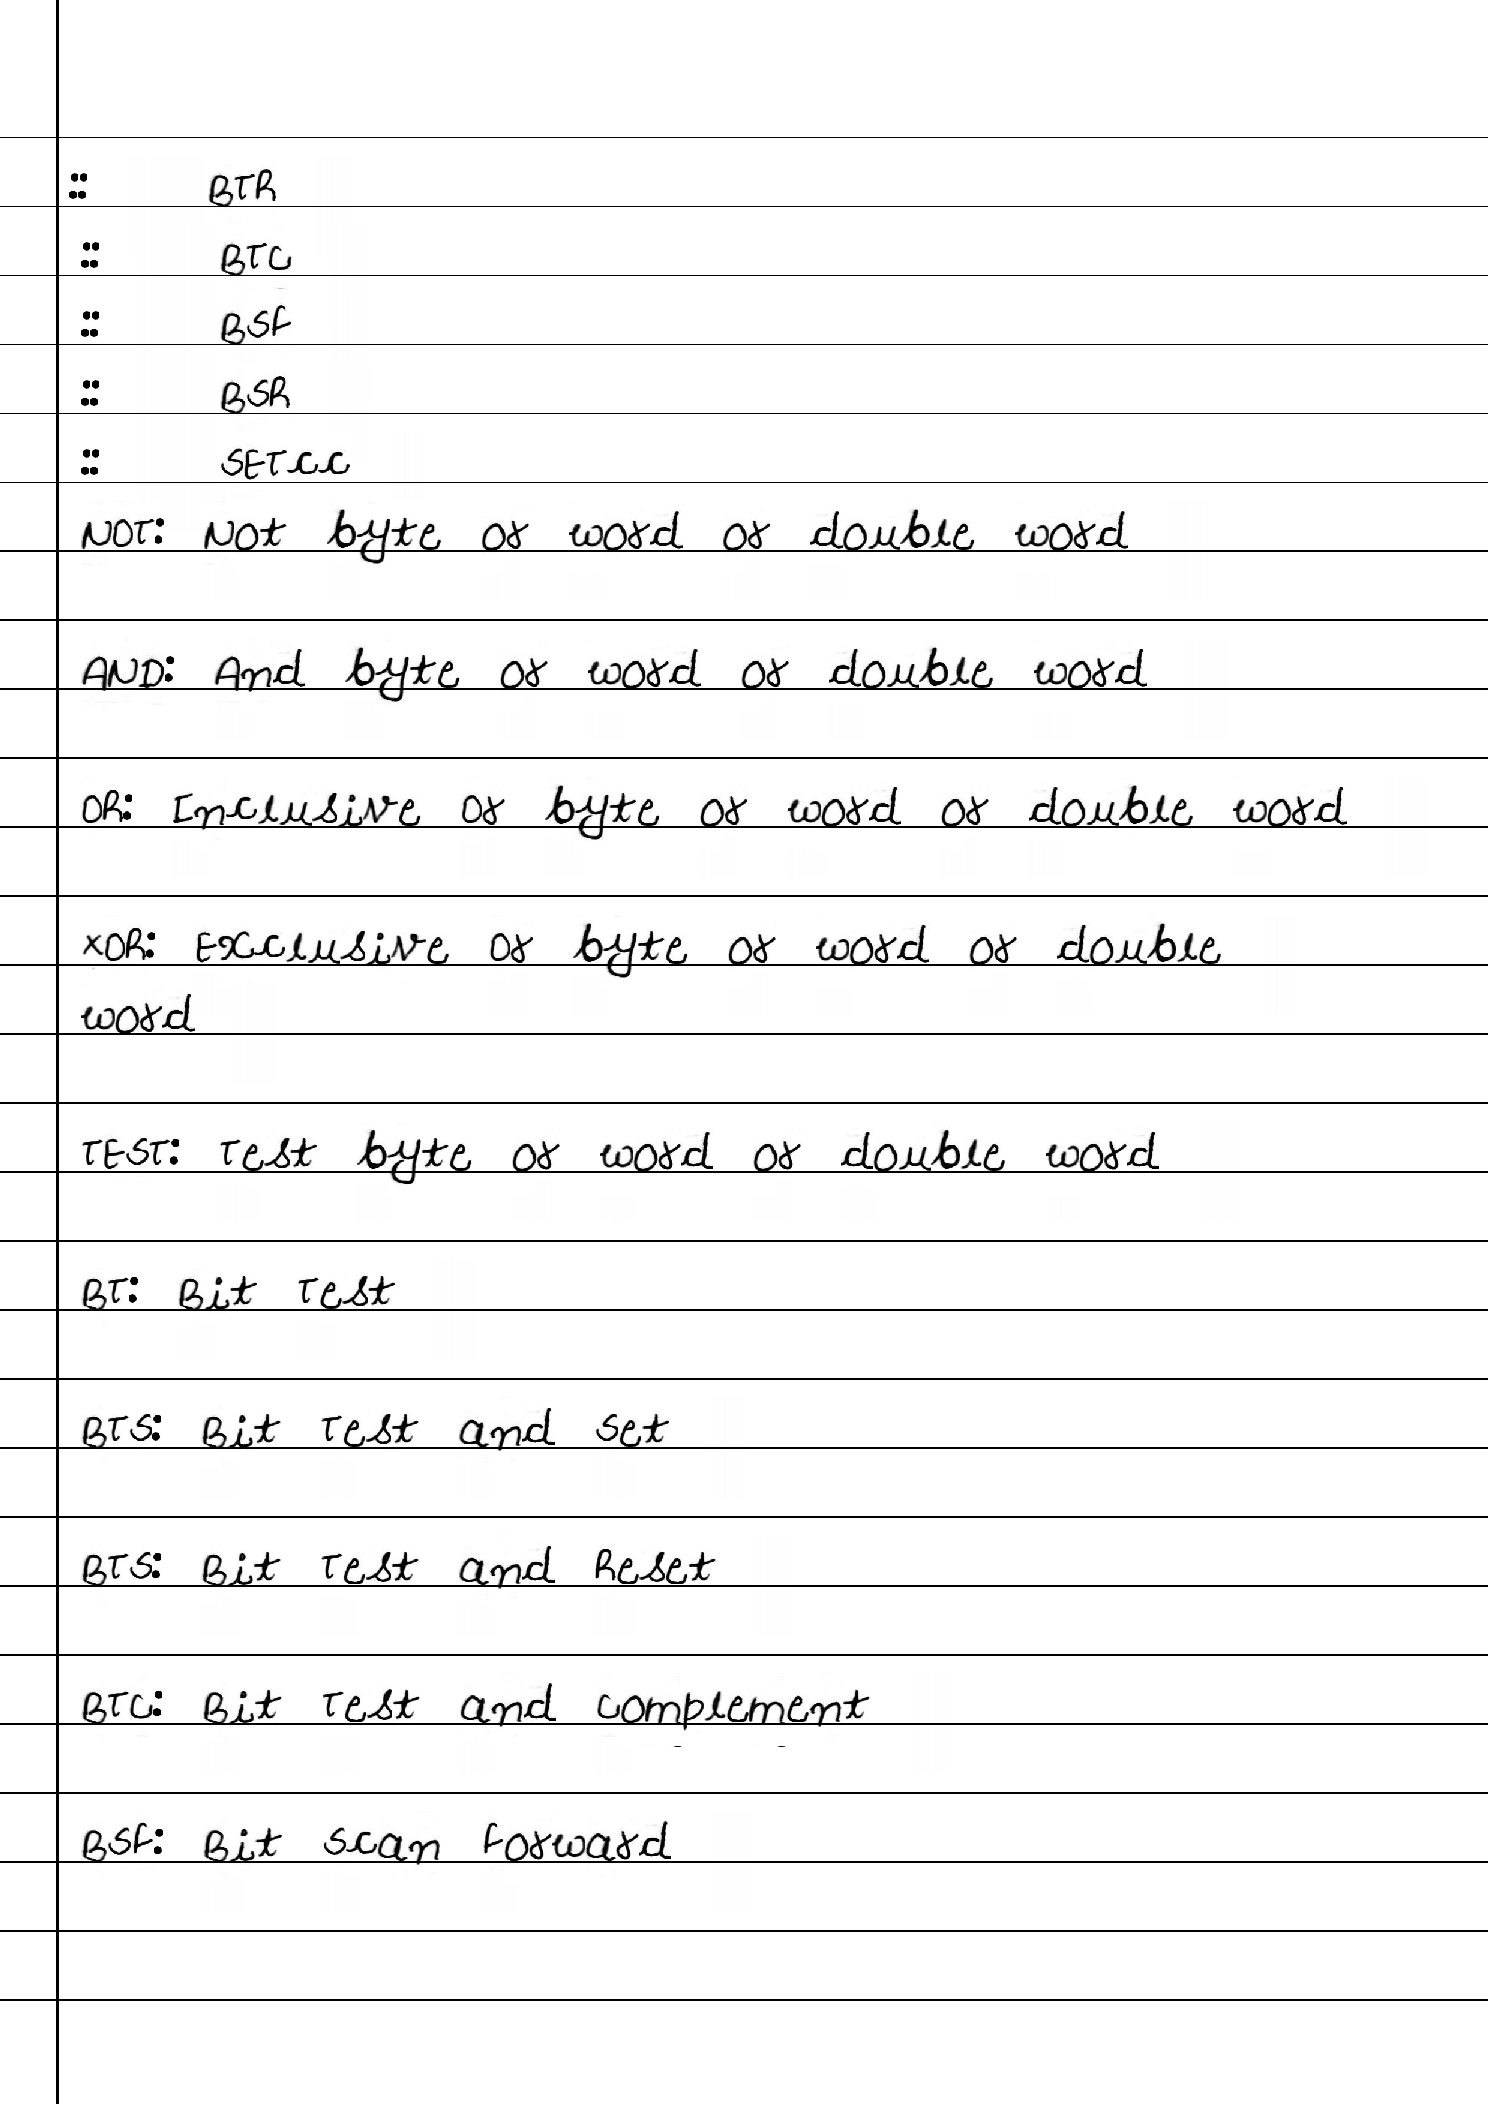 :: BTR
:: BTC
:: BSF
:: BSR
:: SETCC
NOT: Not byte or word or double word
AND: And byte or word or double word
OR: Inclusive or byte or word or double word
XOR: Exclusive or byte or word or double
word
TEST: Test byte or word or double word
BT: Bit Test
BTS: Bit Test and Set
BTS: Bit Test and Reset
BTC: Bit Test and complement
BSF: Bit Scan Forward